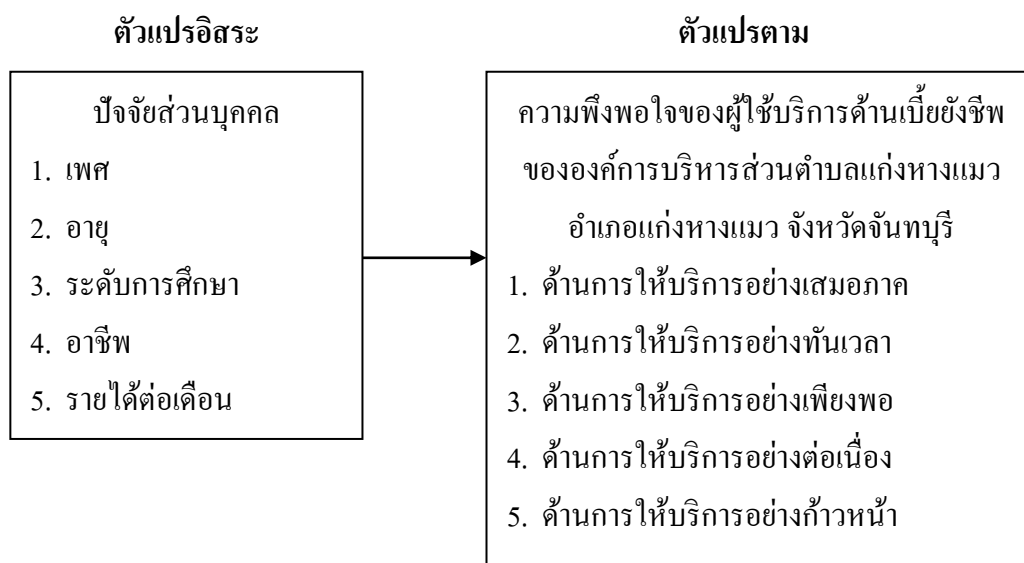 ตัวแปรอิสระ
ปัจจัยส่วนบุคคล
1. เพศ
2. อายุ
3. ระดับการศึกษา
4. อาชีพ
5. รายได้ต่อเดือน
ตัวแปรตาม
ความพึงพอใจของผู้ใช้บริการด้านเบี้ยยังชีพ
ขององค์การบริหารส่วนตำบลแก่งหางแมว
อำเภอแก่งหางแมว จังหวัดจันทบุรี
1. ด้านการให้บริการอย่างเสมอภาค
2. ด้านการให้บริการอย่างทันเวลา
3. ด้านการให้บริการอย่างเพียงพอ
4. ด้านการให้บริการอย่างต่อเนื่อง
5. ด้านการให้บริการอย่างก้าวหน้า